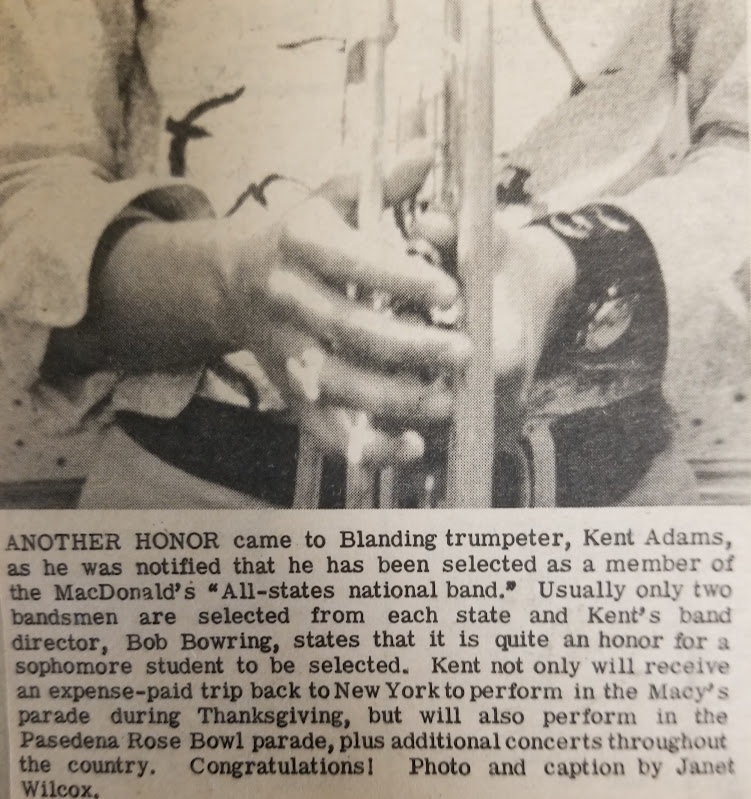 ANOTHER HONOR came to Blanding trumpeter, Kent Adams,
as he was notified that he has been selected as a member of
the MacDonald's "All-states national band." Usually only two
bandsmen are selected from each state and Kent's band
director, Bob Bowring, states that it is quite an honor for a
sophomore student to be selected. Kent not only will receive
an expense-paid trip back to New York to perform in the Macy's
parade during Thanksgiving, but will also perform in the
Pasedena Rose Bowl parade, plus additional concerts throughout
the country. Congratulations! Photo and caption by Janet
Wilcox.